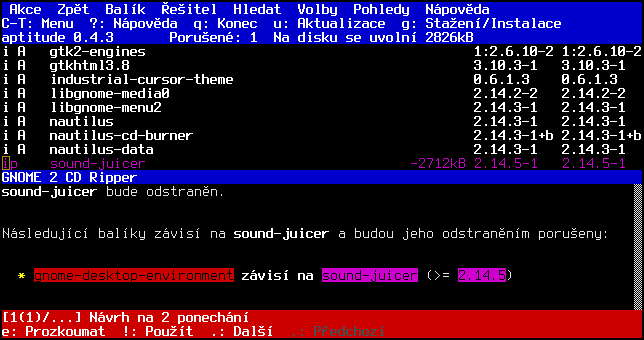 Akce  Zpět  Balík  Řešitel  Hledat  Volby  Pohledy  Nápověda
C-T: Menu  ?: Nápověda  q: Konec  u: Aktualizace  g: Stažení/Instalace
aptitude 0.4.3       Porušené: 1  Na disku se uvolní 2826kB
i A   gtk2-engines                                         1:2.6.10-2 1:2.6.10-2
i A   gtkhtml3.8                                           3.10.3-1   3.10.3-1
i A   industrial-cursor-theme                              0.6.1.3    0.6.1.3
i A   libgnome-media0                                      2.14.2-2   2.14.2-2
i A   libgnome-menu2                                       2.14.3-1   2.14.3-1
i A   nautilus                                             2.14.3-1   2.14.3-1
i A   nautilus-cd-burner                                   2.14.3-1+b 2.14.3-1+b
i A   nautilus-data                                        2.14.3-1   2.14.3-1
ip    sound-juicer                                 -2712kB 2.14.5-1   2.14.5-1
GNOME 2 CD Ripper
sound-juicer bude odstraněn.
Následující balíky závisí na sound-juicer a budou jeho odstraněním porušeny:
* gnome-desktop-environment závisí na sound-juicer (>= 2.14.5)
[1(1)/...] Návrh na 2 ponechání
e: Prozkoumat  !: Použít  .: Další  ,: Předchozí